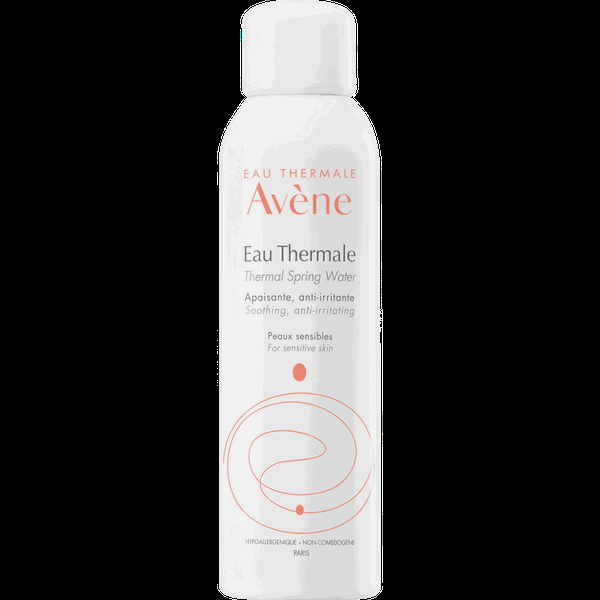 EAU THERMALE
Avène
Eau Thermale
Thermal Spring Water
Apaisante, anti-irritante
Soothing, anti-irritating
Peaux sensibles
For sensitive skin
HYPOALLERGENIQUE - NON COMEDOGENE
PARIS